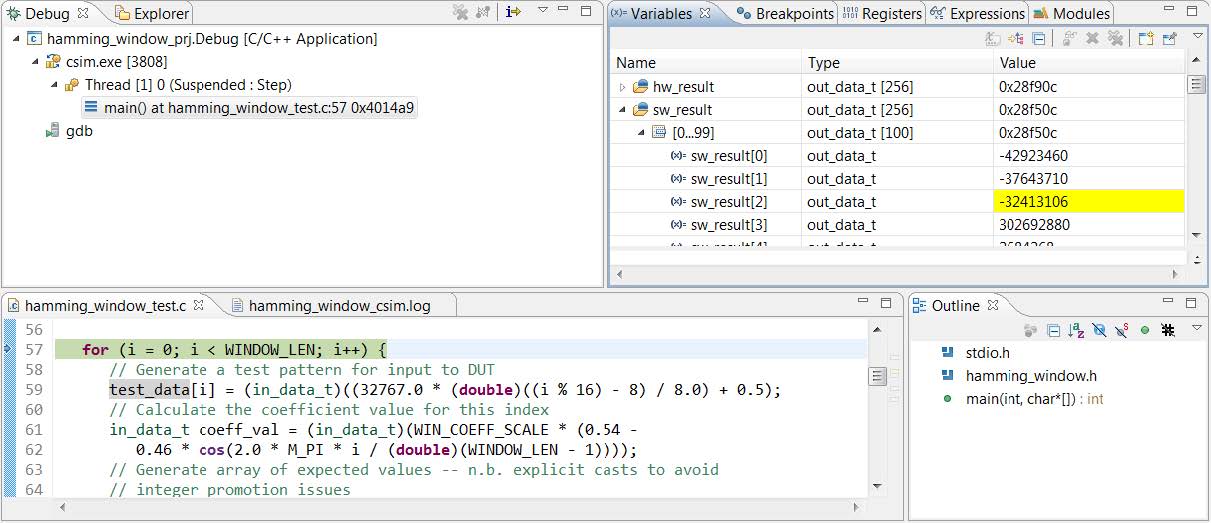 Debug Explorer
hamming_window_prj.Debug [C/C++ Application]
csim.exe [3808]
Thread [1] 0 (Suspended : Step)
main() at hamming_window_test.c:57 0x4014a9
gdb
(x)= Variables Breakpoints Registers Expressions Modules
Name Type Value
hw_result out_data_t [256] 0x28f90c
sw_result out_data_t [256] 0x28f50c
[0...99] out_data_t [100] 0x28f50c
(x)= sw_result[0] out_data_t -42923460
(x)= sw_result[1] out_data_t -37643710
(x)= sw_result[2] out_data_t -32413106
(x)= sw_result[3] out_data_t 302692880
hamming_window_test.c hamming_window_csim.log
56
57 for (i = 0; i < WINDOW_LEN; i++) {
58 // Generate a test pattern for input to DUT
59 test_data[i] = (in_data_t)((32767.0 * (double)((i % 16) - 8) / 8.0) + 0.5);
60 // Calculate the coefficient value for this index
61 in_data_t coeff_val = (in_data_t)(WIN_COEFF_SCALE * (0.54 -
62 0.46 * cos(2.0 * M_PI * i / (double)(WINDOW_LEN - 1))));
63 // Generate array of expected values -- n.b. explicit casts to avoid
64 // integer promotion issues
Outline
stdio.h
hamming_window.h
main(int, char*[]) : int